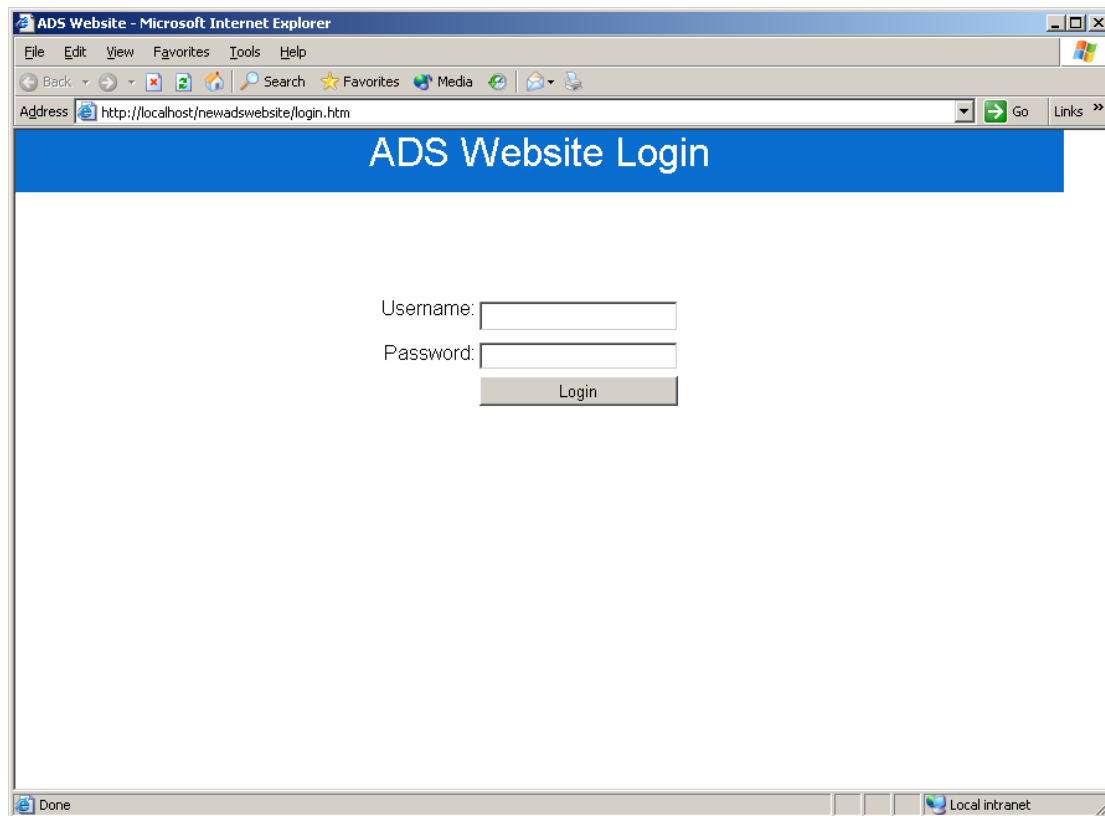 ADS Website - Microsoft Internet Explorer
File Edit View Favorites Tools Help
Back Search Favorites Media
Address http://localhost/newadswebsite/login.htm Go Links »
ADS Website Login
Username:
Password:
Login
Done Local intranet